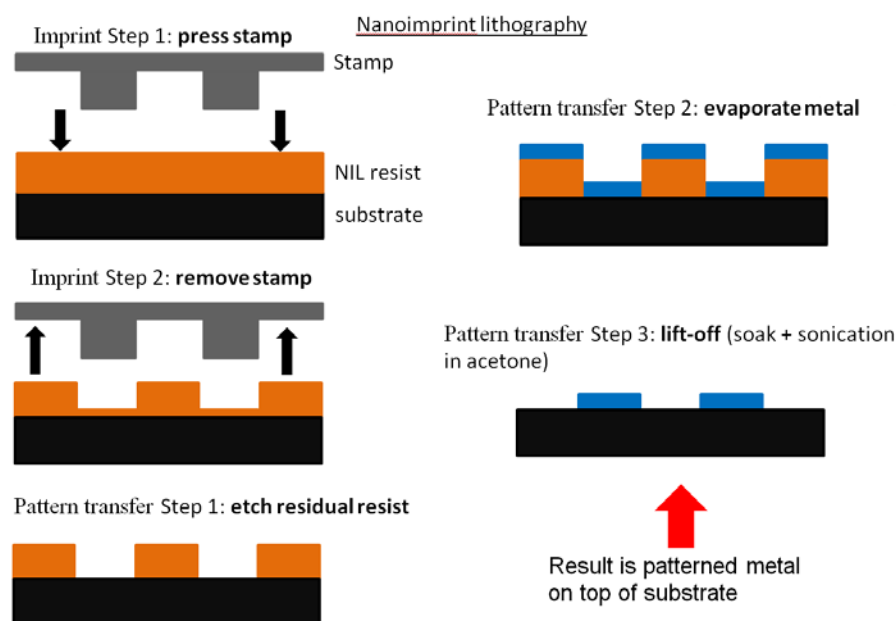 Nanoimprint lithography
Imprint Step 1: press stamp
Stamp
NIL resist
substrate
Imprint Step 2: remove stamp
Pattern transfer Step 1: etch residual resist
Pattern transfer Step 2: evaporate metal
Pattern transfer Step 3: lift-off (soak + sonication
in acetone)
Result is patterned metal
on top of substrate